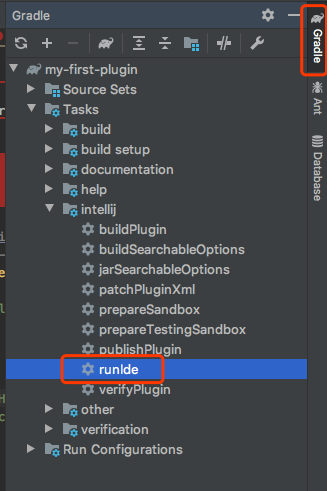 Gradle
my-first-plugin
Source Sets
Tasks
build
build setup
documentation
help
intellij
buildPlugin
buildSearchableOptions
jarSearchableOptions
patchPluginXml
prepareSandbox
prepareTestingSandbox
publishPlugin
runIde
verifyPlugin
other
verification
Run Configurations
Gradle
Ant
Database